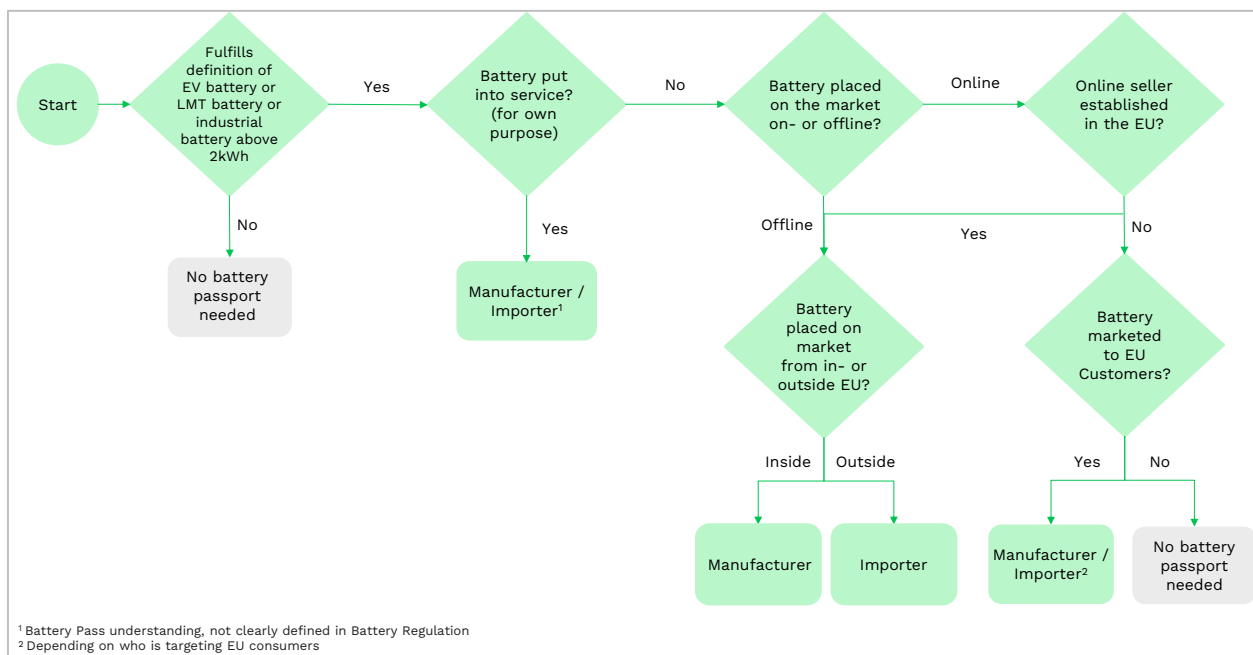 Start
Fulfills
definition of
EV battery or
LMT battery or
industrial
battery above
2kWh
Yes
Battery put
into service?
(for own
purpose)
No
Battery placed
on the market
on- or offline?
Online
Online seller
established
in the EU?
No
Yes
Offline
Yes
No
No battery
passport
needed
Manufacturer /
Importer¹
Battery
placed on
market
from in- or
outside EU?
Battery
marketed
to EU
Customers?
Inside
Outside
Yes
No
Manufacturer
Importer
Manufacturer /
Importer²
No battery
passport
needed
¹ Battery Pass understanding, not clearly defined in Battery Regulation
² Depending on who is targeting EU consumers